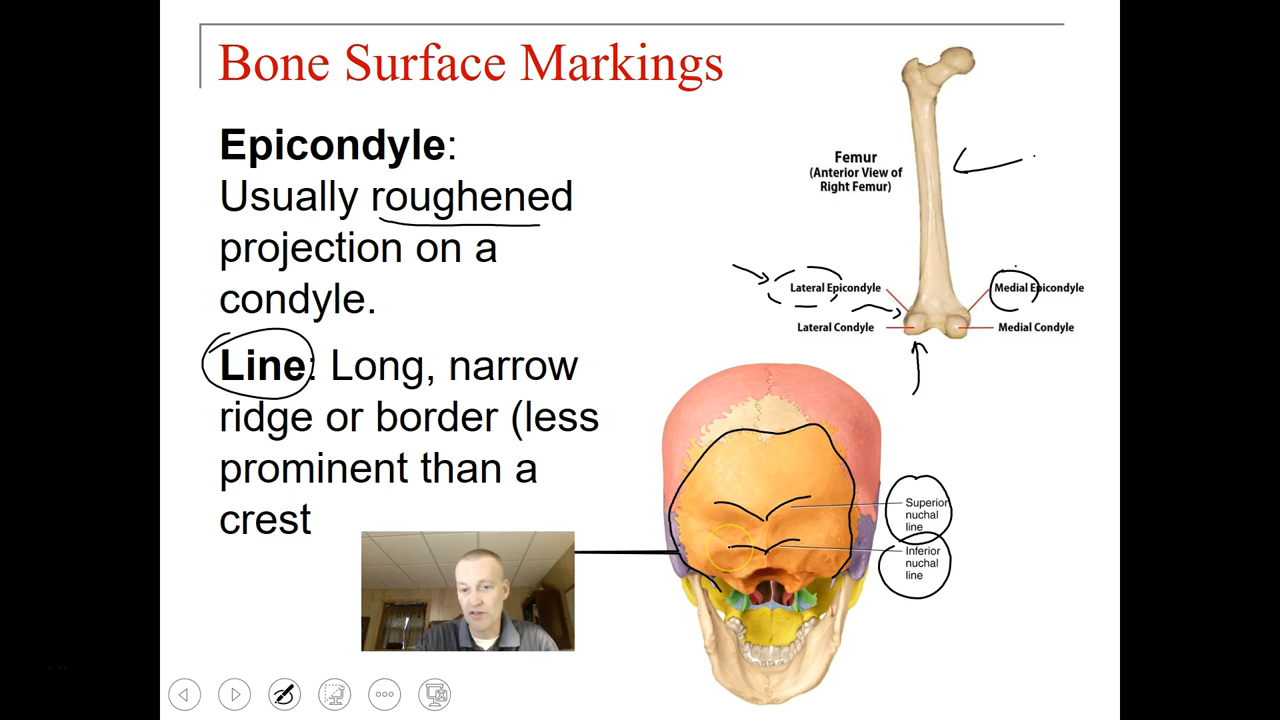 Bone Surface Markings
Epicondyle:
Usually roughened
projection on a
condyle.
Line: Long, narrow
ridge or border (less
prominent than a
crest
Femur
(Anterior View of
Right Femur)
Lateral Epicondyle
Medial Epicondyle
Lateral Condyle
Medial Condyle
Superior
nuchal
line
Inferior
nuchal
line